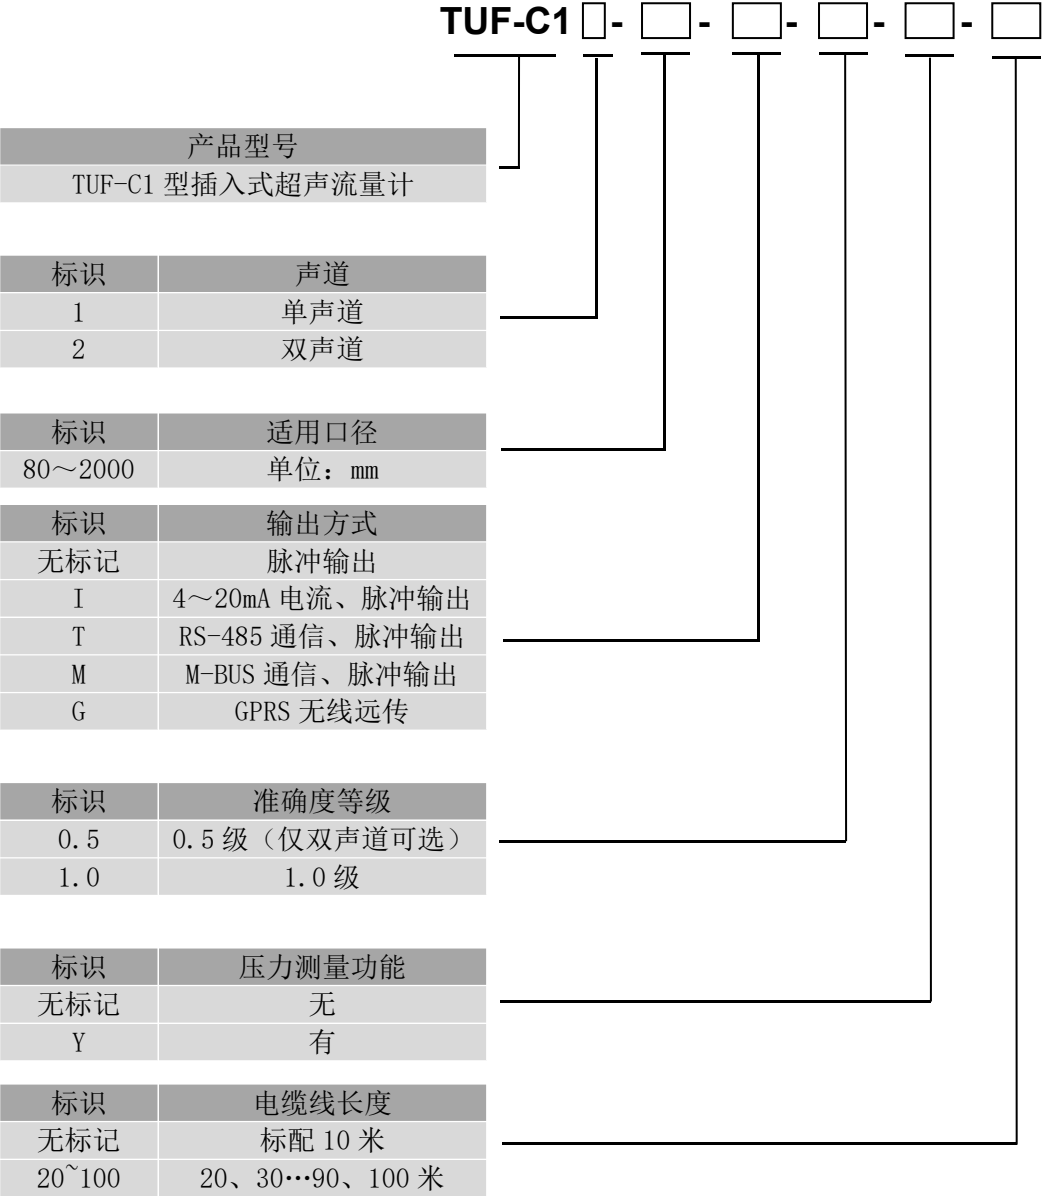 TUF-C1 □- □ - □ - □ - □ - □
产品型号
TUF-C1 型插入式超声流量计
标识 声道
1 单声道
2 双声道
标识 适用口径
80～2000 单位：mm
标识 输出方式
无标记 脉冲输出
I 4～20mA 电流、脉冲输出
T RS-485 通信、脉冲输出
M M-BUS 通信、脉冲输出
G GPRS 无线远传
标识 准确度等级
0.5 0.5 级（仅双声道可选）
1.0 1.0 级
标识 压力测量功能
无标记 无
Y 有
标识 电缆线长度
无标记 标配 10 米
20~100 20、30…90、100 米